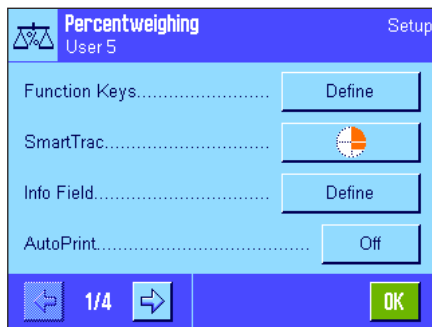 Percentweighing Setup
User 5
Function Keys........................... Define
SmartTrac...................................
Info Field.................................... Define
AutoPrint........................................... Off
1/4 OK